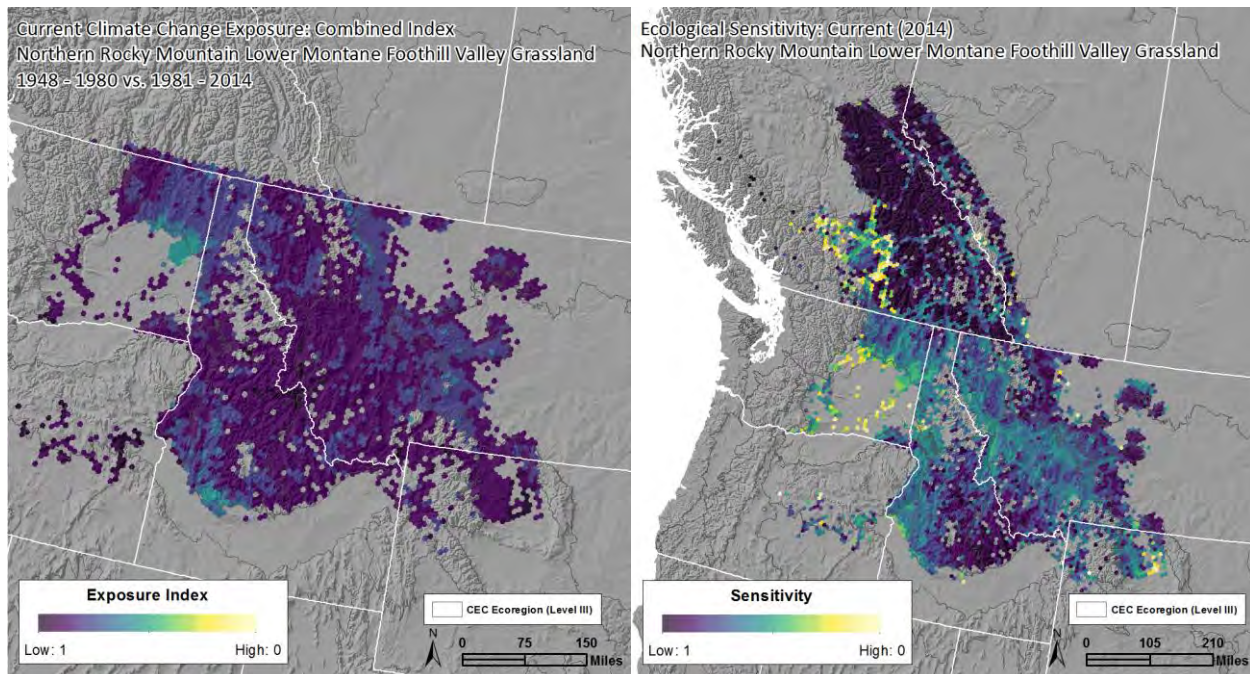 Current Climate Change Exposure: Combined Index
Northern Rocky Mountain Lower Montane Foothill Valley Grassland
1948 - 1980 vs. 1981 - 2014
Exposure Index
Low: 1
High: 0
CEC Ecoregion (Level III)
N
0 75 150
Miles
Ecological Sensitivity: Current (2014)
Northern Rocky Mountain Lower Montane Foothill Valley Grassland
Sensitivity
Low: 1
High: 0
CEC Ecoregion (Level III)
N
0 105 210
Miles